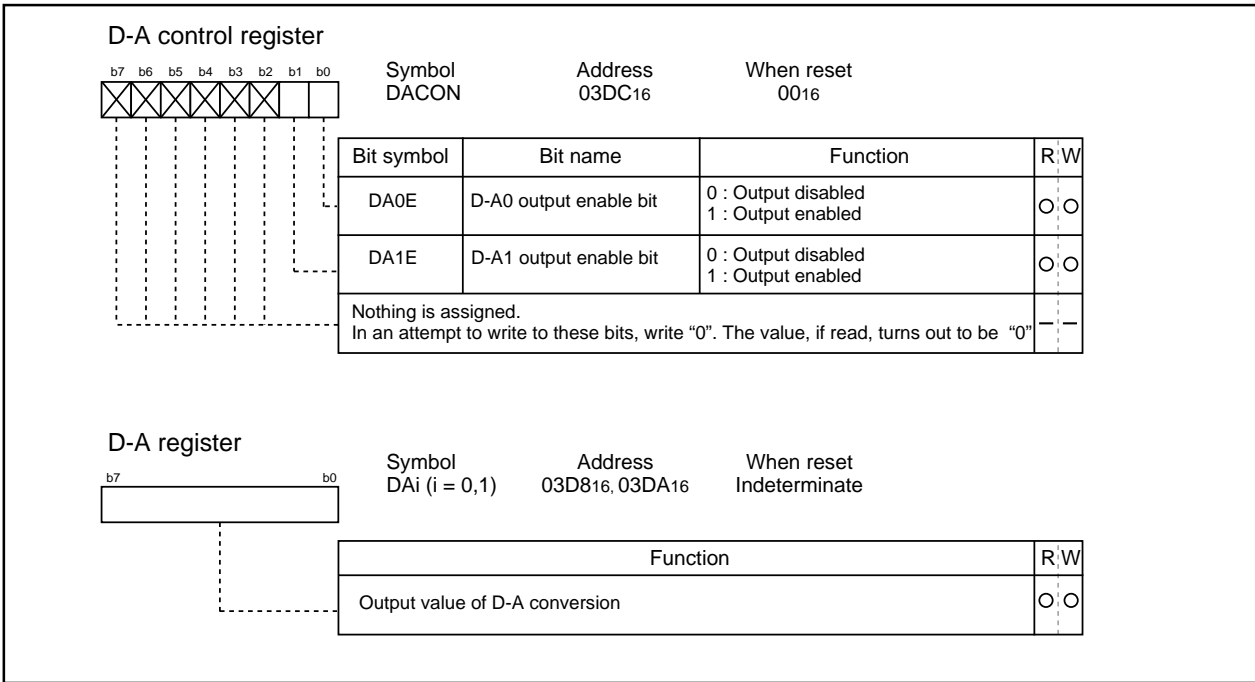 D-A control register
b7 b6 b5 b4 b3 b2 b1 b0
Symbol Address When reset
DACON 03DC16 0016
Bit symbol Bit name Function R W
DA0E D-A0 output enable bit 0 : Output disabled
1 : Output enabled
DA1E D-A1 output enable bit 0 : Output disabled
1 : Output enabled
Nothing is assigned.
In an attempt to write to these bits, write “0”. The value, if read, turns out to be “0”
D-A register
b7 b0
Symbol Address When reset
DAi (i = 0,1) 03D816, 03DA16 Indeterminate
Function R W
Output value of D-A conversion